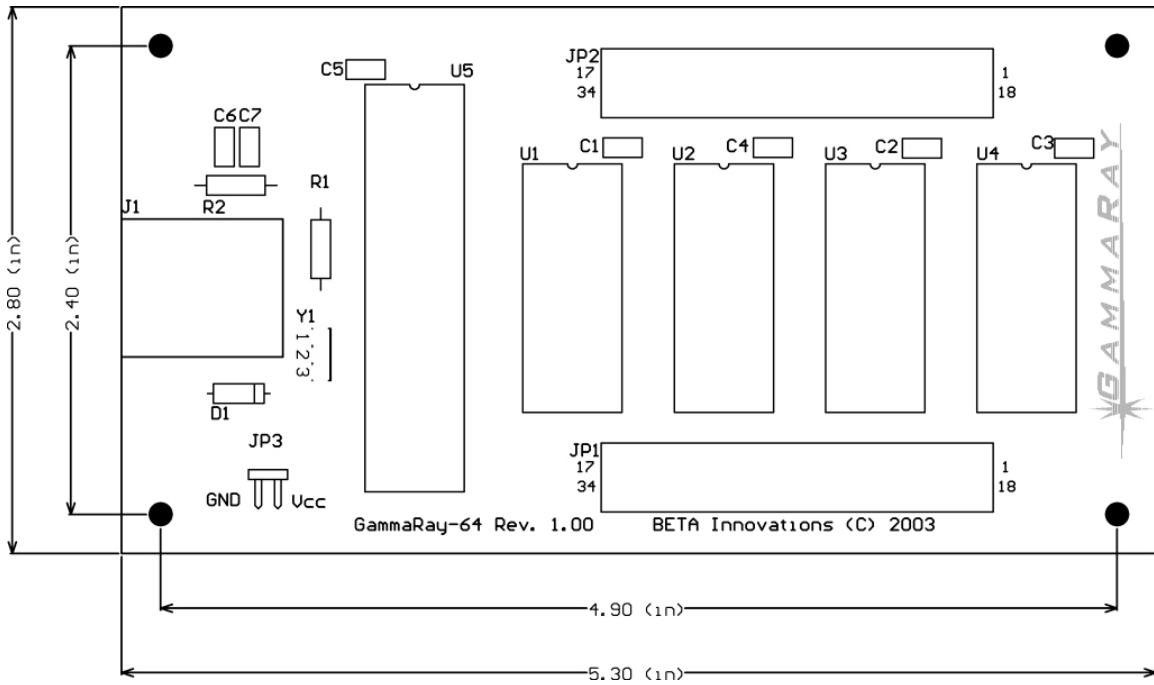 JP2
17
34
1
18
C5
U5
C6
C7
C1
C4
C2
C3
U1
U2
U3
U4
R1
J1
R2
2.80 (in)
2.40 (in)
Y1
1 2 3
D1
JP3
GND
Vcc
JP1
17
34
1
18
GAMMARAY
GammaRay-64 Rev. 1.00
BETA Innovations (C) 2003
4.90 (in)
5.30 (in)